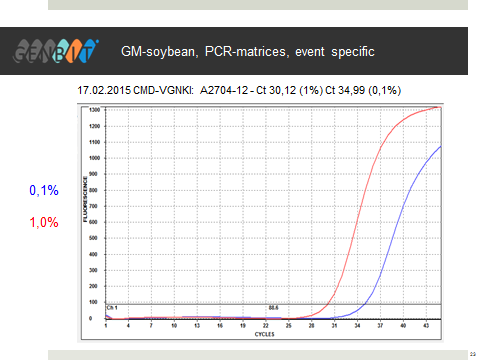 GENBIT
GM-soybean, PCR-matrices, event specific
17.02.2015 CMD-VGNKI: A2704-12 - Ct 30,12 (1%) Ct 34,99 (0,1%)
0,1%
1,0%
FLUORESCENCE
1300
1200
1100
1000
900
800
700
600
500
400
300
200
100
0
Ch 1
88.6
1 4 7 10 13 16 19 22 25 28 31 34 37 40 43
CYCLES
23